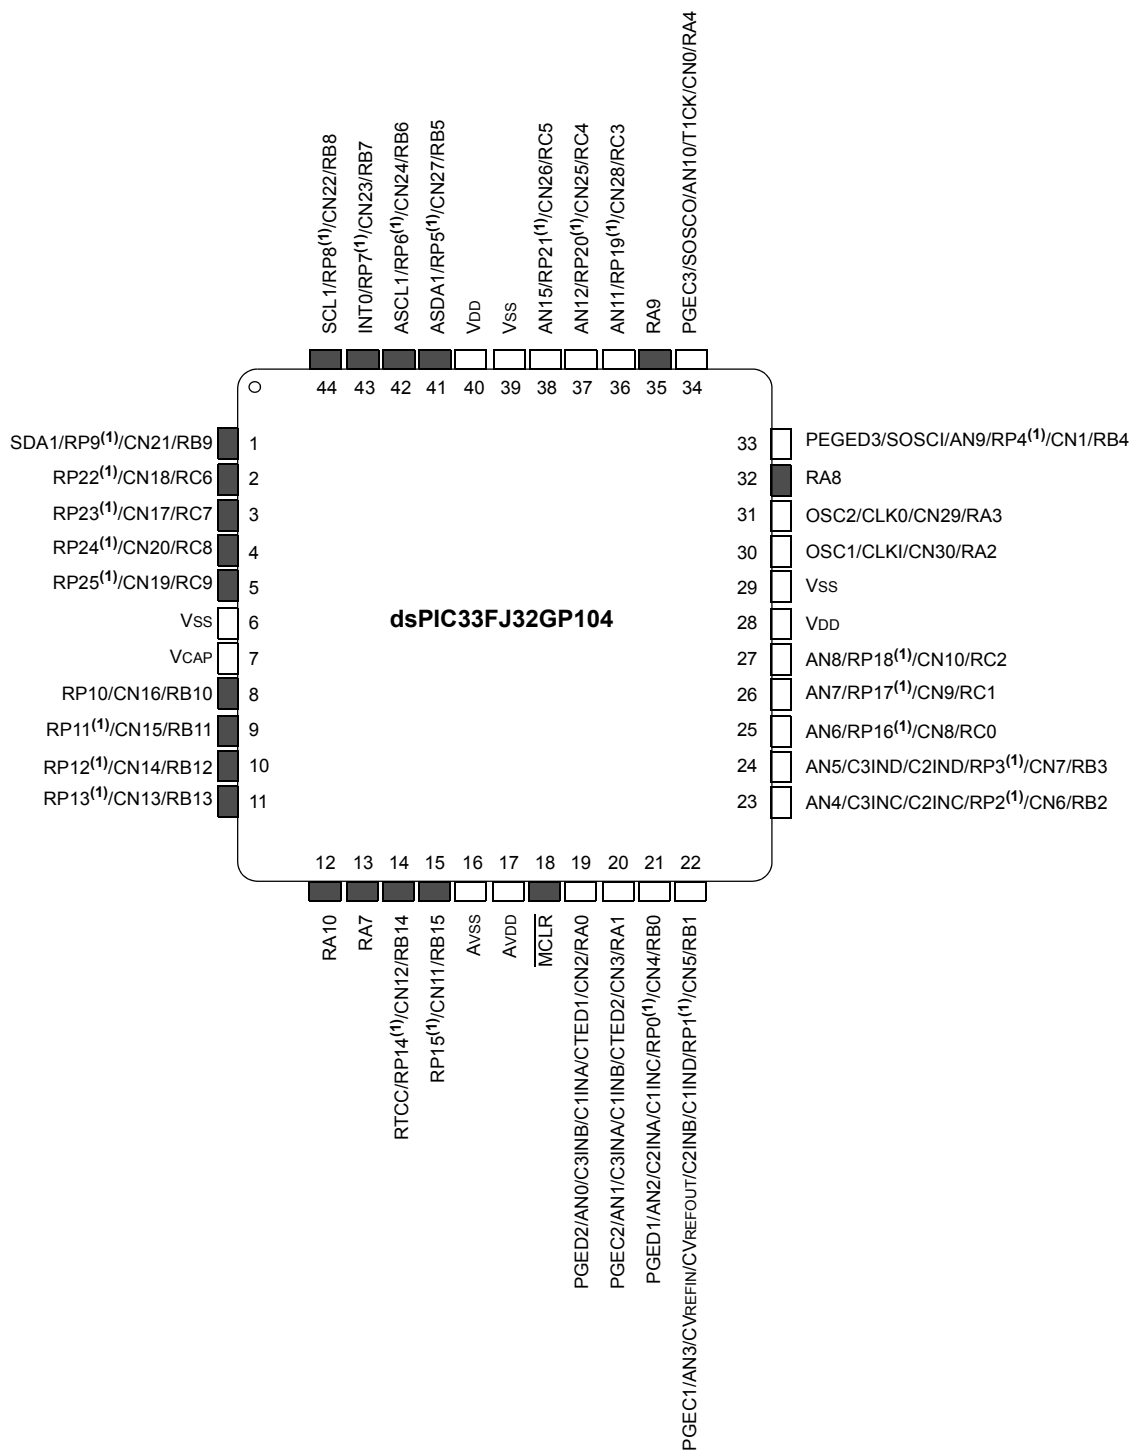 SCL1/RP8(1)/CN22/RB8
INT0/RP7(1)/CN23/RB7
ASCL1/RP6(1)/CN24/RB6
ASDA1/RP5(1)/CN27/RB5
VDD
VSS
AN15/RP21(1)/CN26/RC5
AN12/RP20(1)/CN25/RC4
AN11/RP19(1)/CN28/RC3
RA9
PGEC3/SOSCO/AN10/T1CK/CN0/RA4
44 43 42 41 40 39 38 37 36 35 34
SDA1/RP9(1)/CN21/RB9 1
RP22(1)/CN18/RC6 2
RP23(1)/CN17/RC7 3
RP24(1)/CN20/RC8 4
RP25(1)/CN19/RC9 5
VSS 6
VCAP 7
RP10/CN16/RB10 8
RP11(1)/CN15/RB11 9
RP12(1)/CN14/RB12 10
RP13(1)/CN13/RB13 11
dsPIC33FJ32GP104
33 PEGED3/SOSCI/AN9/RP4(1)/CN1/RB4
32 RA8
31 OSC2/CLK0/CN29/RA3
30 OSC1/CLKI/CN30/RA2
29 VSS
28 VDD
27 AN8/RP18(1)/CN10/RC2
26 AN7/RP17(1)/CN9/RC1
25 AN6/RP16(1)/CN8/RC0
24 AN5/C3IND/C2IND/RP3(1)/CN7/RB3
23 AN4/C3INC/C2INC/RP2(1)/CN6/RB2
12 13 14 15 16 17 18 19 20 21 22
RA10
RA7
RTCC/RP14(1)/CN12/RB14
RP15(1)/CN11/RB15
AVSS
AVDD
MCLR
PGED2/AN0/C3INB/C1INA/CTED1/CN2/RA0
PGEC2/AN1/C3INA/C1INB/CTED2/CN3/RA1
PGED1/AN2/C2INA/C1INC/RP0(1)/CN4/RB0
PGEC1/AN3/CVREFIN/CVREFOUT/C2INB/C1IND/RP1(1)/CN5/RB1